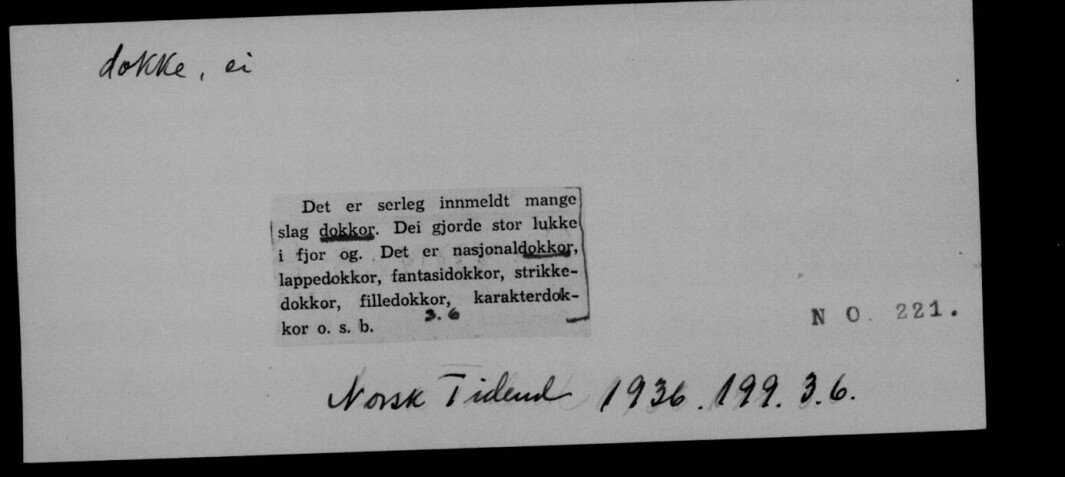 dokke, ei
Det er serleg innmeldt mange
slag dokkor. Dei gjorde stor lukke
i fjor og. Det er nasjonaldokkor,
lappedokkor, fantasidokkor, strikke-
dokkor, filledokkor, karakterdok-
kor o. s. b.
3.6
NO. 221.
Norsk Tidend 1936. 199. 3.6.